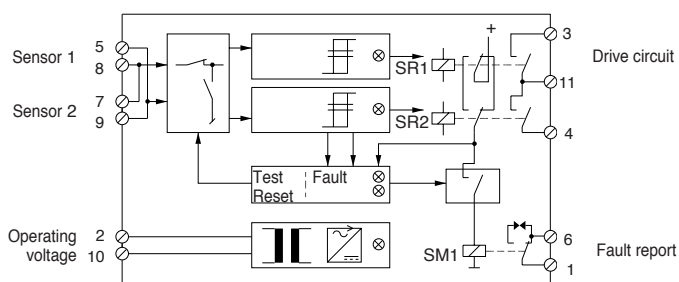 Sensor 1
5
8
Sensor 2
7
9
SR1
SR2
+
3
Drive circuit
11
4
Test
Reset
Fault
Operating
voltage
2
10
SM1
6
Fault report
1